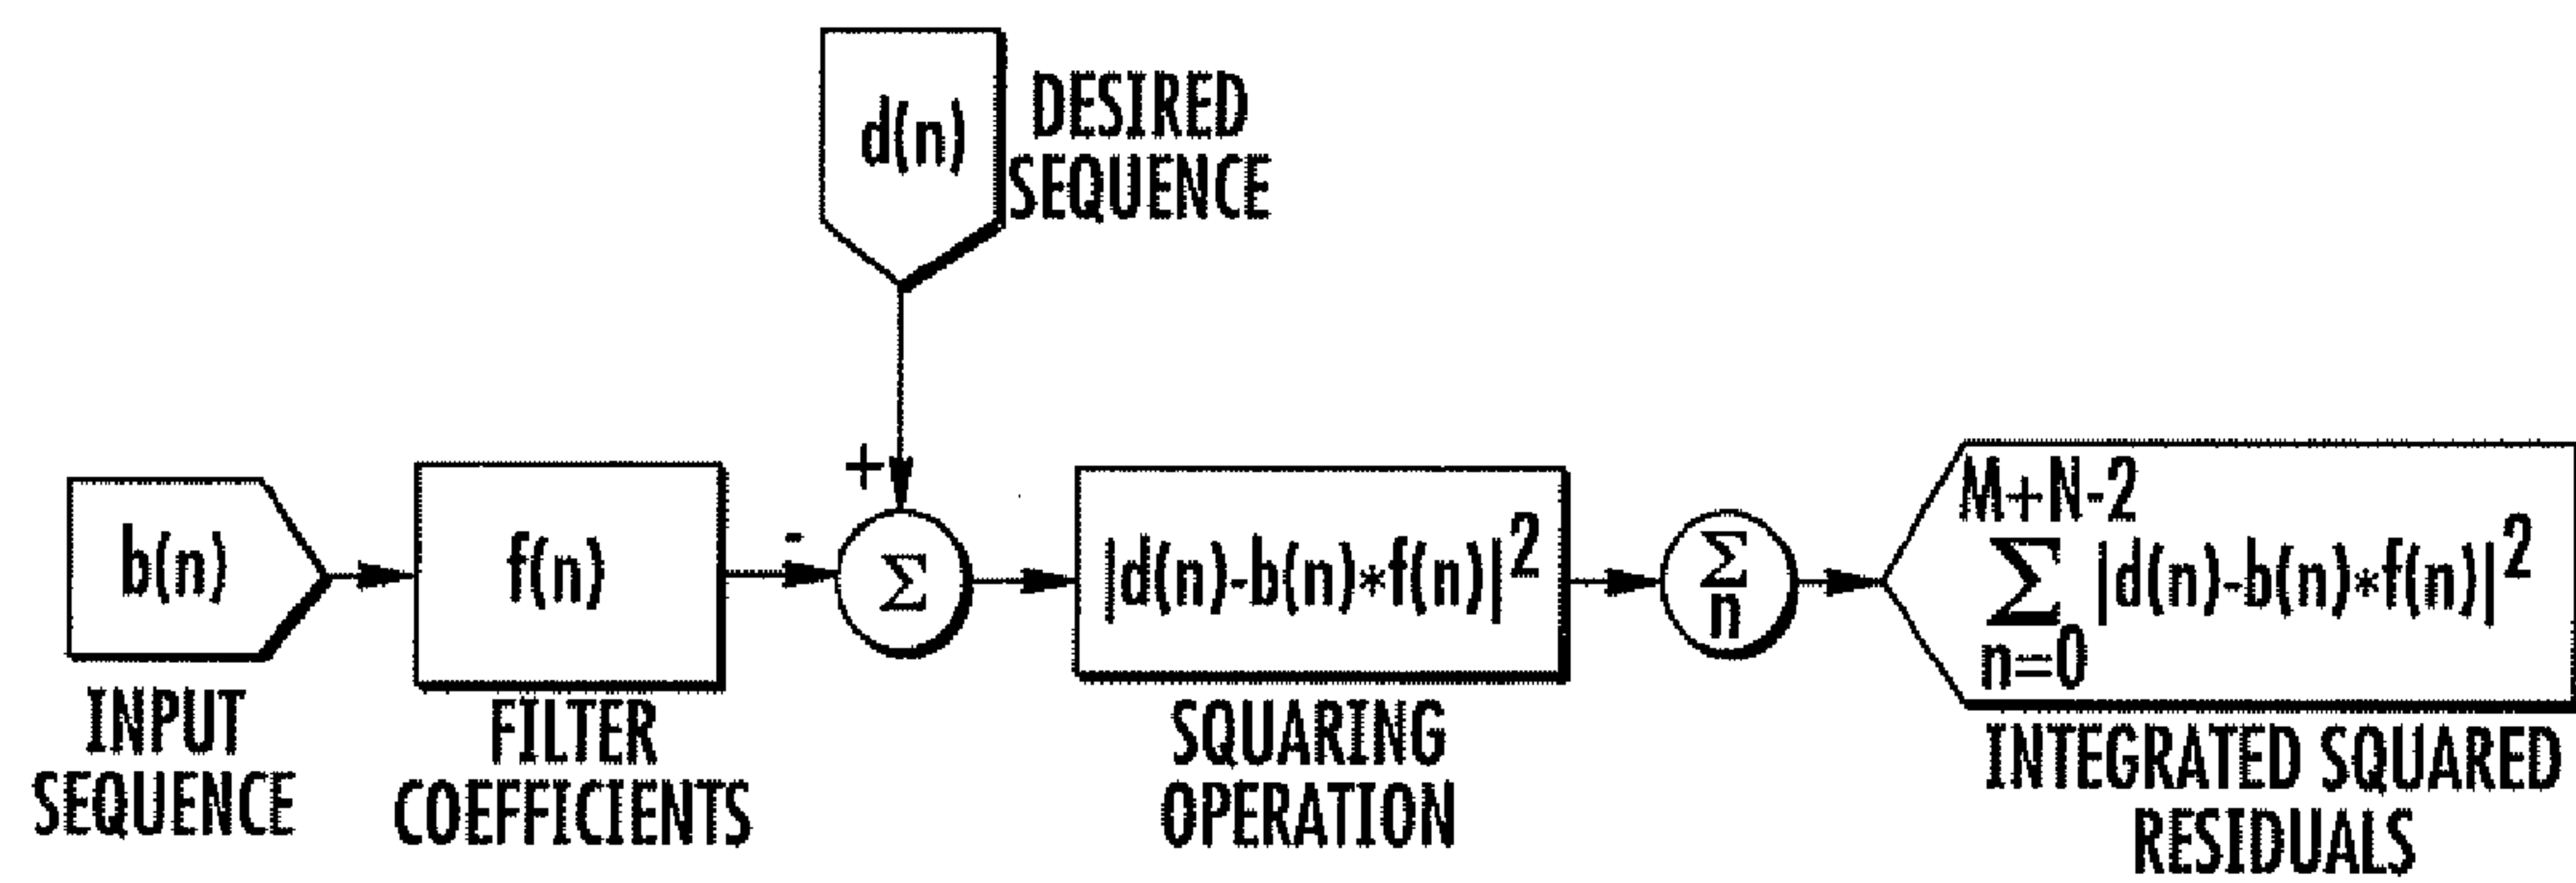 d(n)
DESIRED
SEQUENCE
b(n)
INPUT
SEQUENCE
f(n)
FILTER
COEFFICIENTS
+
-
Σ
|d(n)-b(n)*f(n)|²
SQUARING
OPERATION
Σ
n
M+N-2
Σ |d(n)-b(n)*f(n)|²
n=0
INTEGRATED SQUARED
RESIDUALS